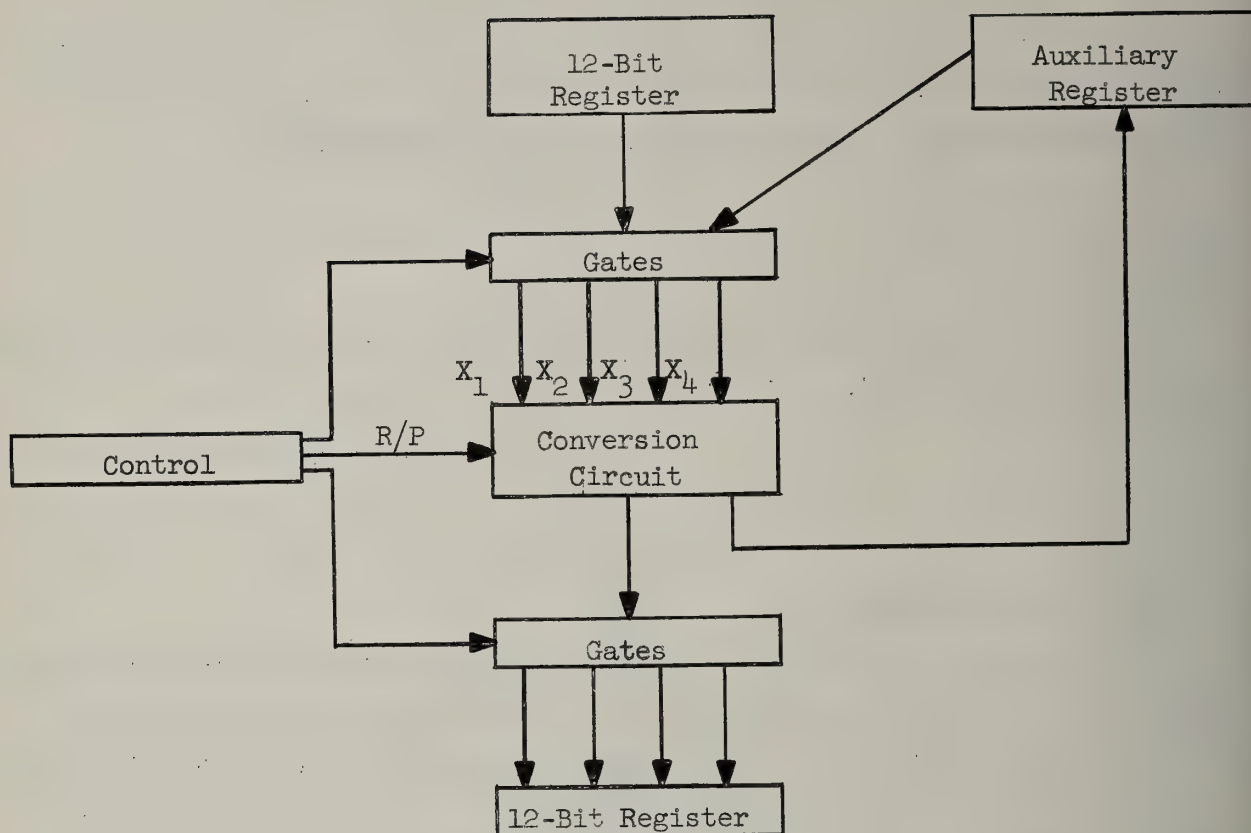 12-Bit
Register
Auxiliary
Register
Gates
X1 X2 X3 X4
R/P
Control
Conversion
Circuit
Gates
12-Bit Register